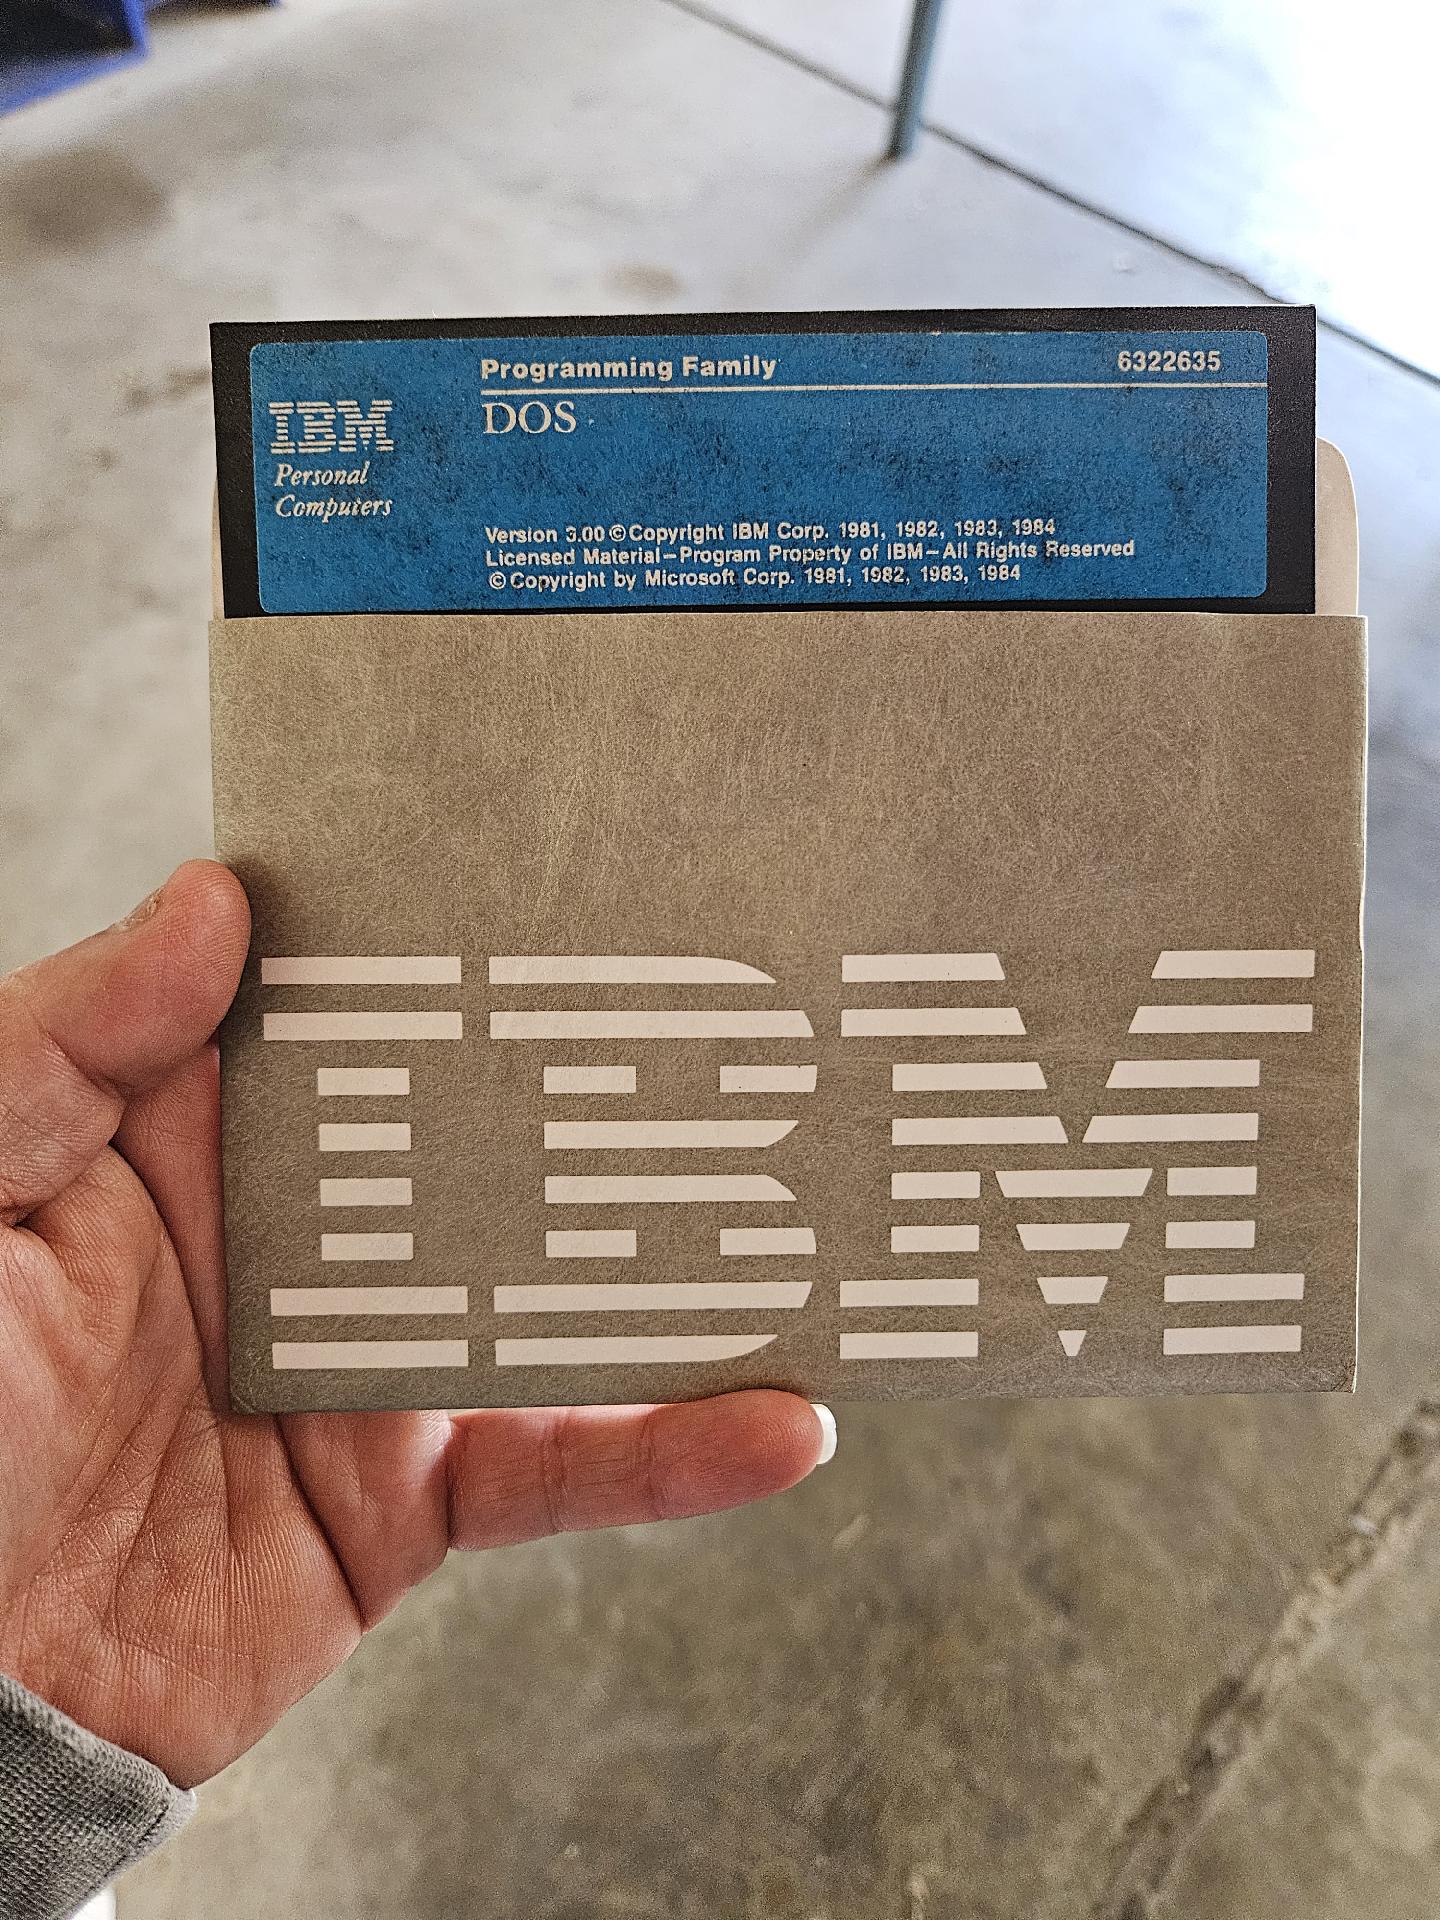 Programming Family 6322635
IBM
DOS
Personal
Computers
Version 3.00 © Copyright IBM Corp. 1981, 1982, 1983, 1984
Licensed Material—Program Property of IBM—All Rights Reserved
© Copyright by Microsoft Corp. 1981, 1982, 1983, 1984
IBM